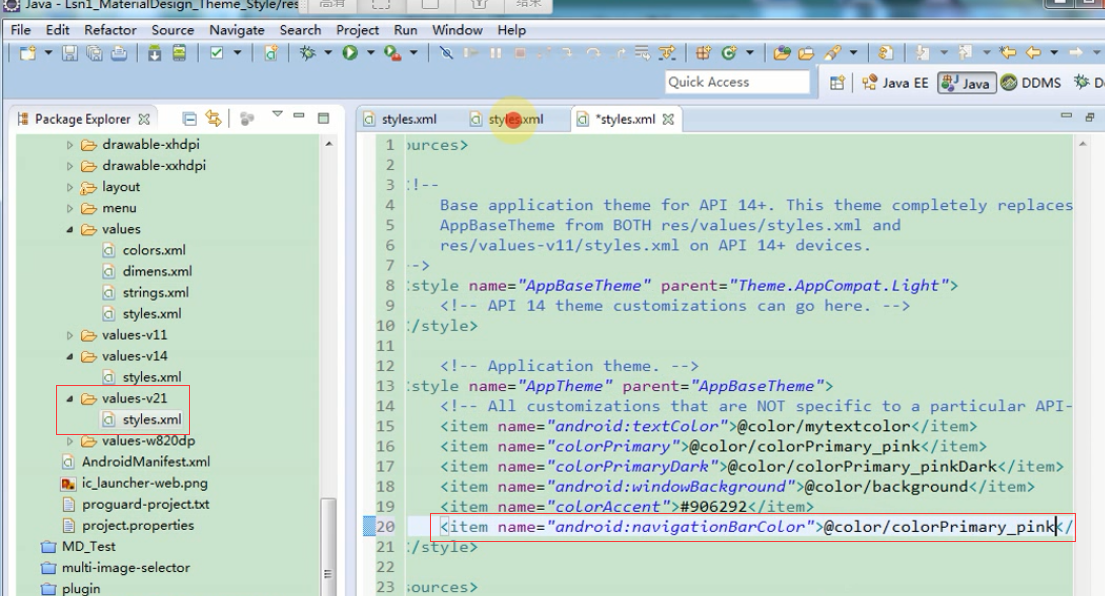 Java - Lsn1_MaterialDesign_Theme_Style/res
File Edit Refactor Source Navigate Search Project Run Window Help
Quick Access
Java EE
Java
DDMS
Package Explorer
styles.xml
styles.xml
*styles.xml
drawable-xhdpi
drawable-xxhdpi
layout
menu
values
colors.xml
dimens.xml
strings.xml
styles.xml
values-v11
values-v14
styles.xml
values-v21
styles.xml
values-w820dp
AndroidManifest.xml
ic_launcher-web.png
proguard-project.txt
project.properties
MD_Test
multi-image-selector
plugin
1 ources>
2
3 !--
4 Base application theme for API 14+. This theme completely replaces
5 AppBaseTheme from BOTH res/values/styles.xml and
6 res/values-v11/styles.xml on API 14+ devices.
7 -->
8 style name="AppBaseTheme" parent="Theme.AppCompat.Light">
9 <!-- API 14 theme customizations can go here. -->
10 /style>
11
12 <!-- Application theme. -->
13 style name="AppTheme" parent="AppBaseTheme">
14 <!-- All customizations that are NOT specific to a particular API-
15 <item name="android:textColor">@color/mytextcolor</item>
16 <item name="colorPrimary">@color/colorPrimary_pink</item>
17 <item name="colorPrimaryDark">@color/colorPrimary_pinkDark</item>
18 <item name="android:windowBackground">@color/background</item>
19 <item name="colorAccent">#906292</item>
20 <item name="android:navigationBarColor">@color/colorPrimary_pink</
21 /style>
22
23 sources>